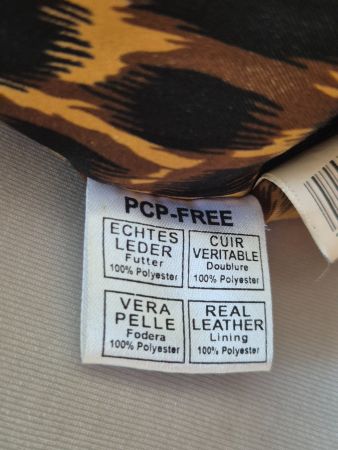 PCP-FREE
ECHTES
LEDER
Futter
100% Polyester
CUIR
VERITABLE
Doublure
100% Polyester
VERA
PELLE
Fodera
100% Polyester
REAL
LEATHER
Lining
100% Polyester